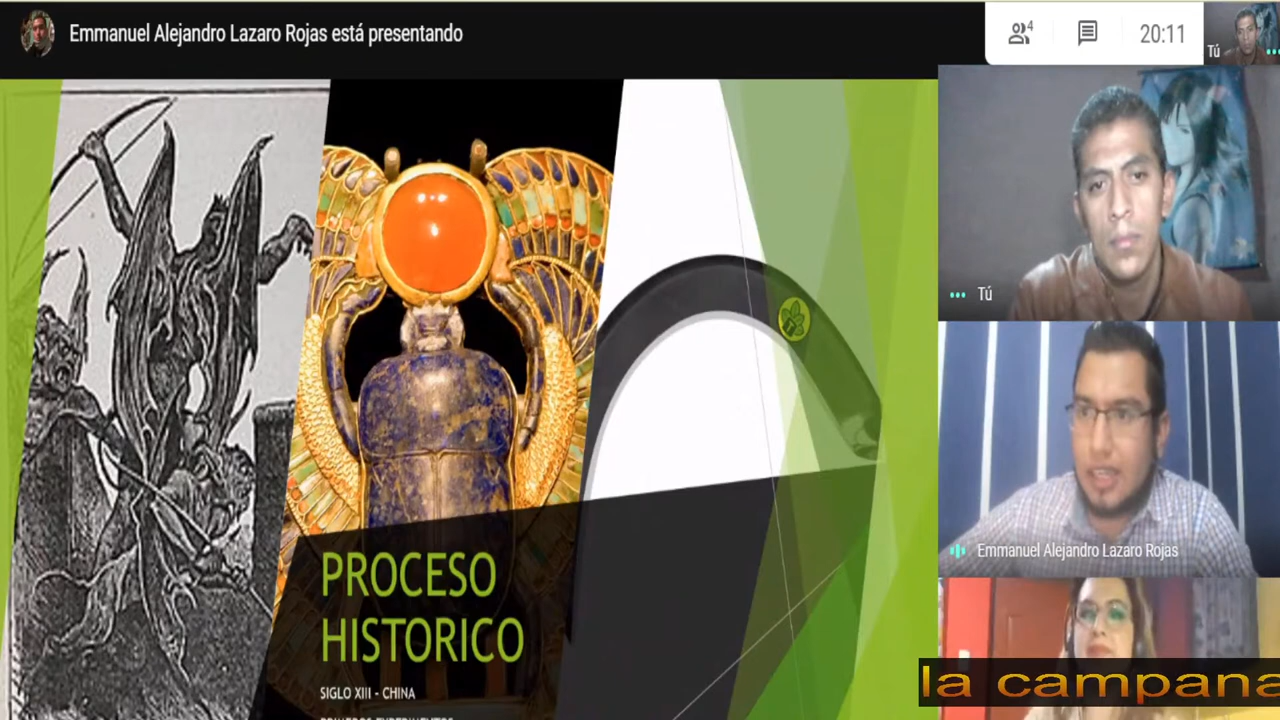 Emmanuel Alejandro Lazaro Rojas está presentando
4
20:11
Tú
Tú
Emmanuel Alejandro Lazaro Rojas
PROCESO
HISTORICO
SIGLO XIII - CHINA
la campana